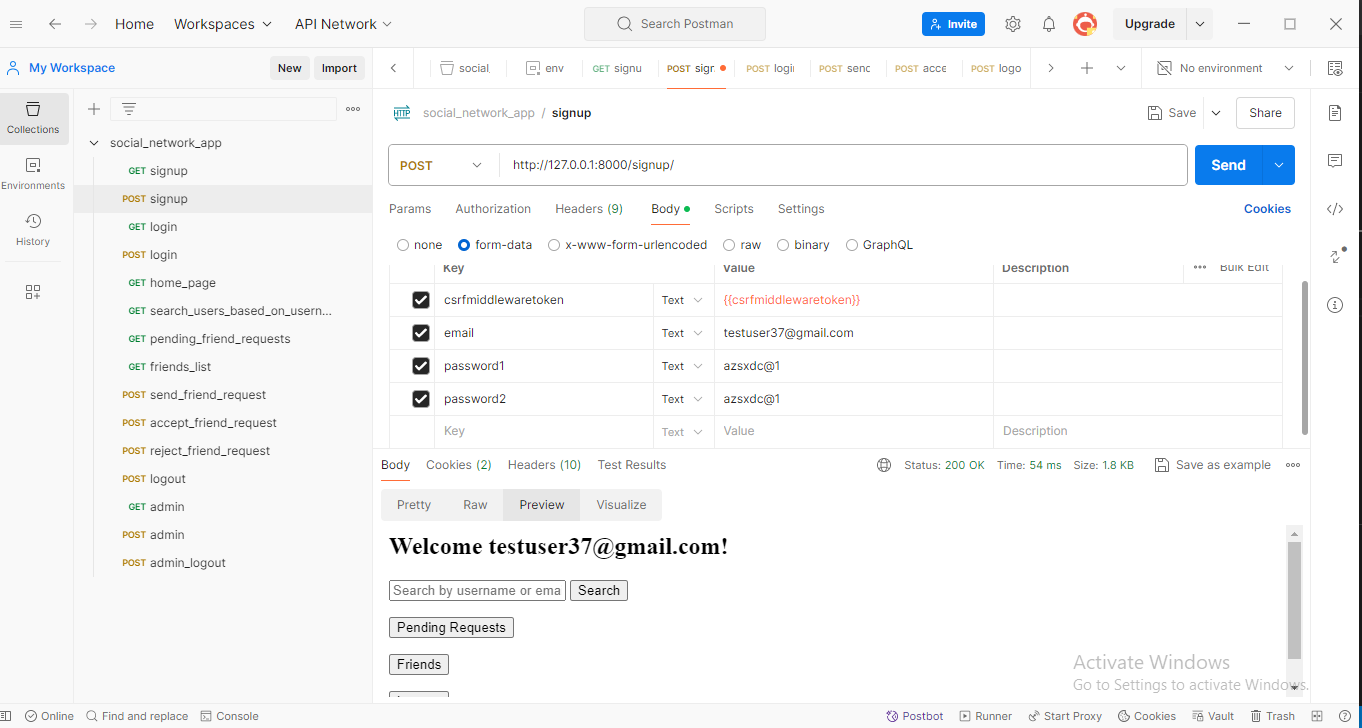 Home Workspaces API Network Search Postman Invite Upgrade
My Workspace New Import social_ env GET signu POST sigr POST logi POST senc POST acce POST logo No environment
Collections
Environments
History
social_network_app
GET signup
POST signup
GET login
POST login
GET home_page
GET search_users_based_on_usern...
GET pending_friend_requests
GET friends_list
POST send_friend_request
POST accept_friend_request
POST reject_friend_request
POST logout
GET admin
POST admin
POST admin_logout
HTTP social_network_app / signup Save Share
POST http://127.0.0.1:8000/signup/ Send
Params Authorization Headers (9) Body Scripts Settings Cookies
none form-data x-www-form-urlencoded raw binary GraphQL
Key Value Description Bulk Edit
csrfmiddlewaretoken Text {{csrfmiddlewaretoken}}
email Text testuser37@gmail.com
password1 Text azsxdc@1
password2 Text azsxdc@1
Key Text Value Description
Body Cookies (2) Headers (10) Test Results Status: 200 OK Time: 54 ms Size: 1.8 KB Save as example
Pretty Raw Preview Visualize
Welcome testuser37@gmail.com!
Search by username or ema Search
Pending Requests
Friends
Activate Windows
Go to Settings to activate Windows.
Online Find and replace Console Postbot Runner Start Proxy Cookies Vault Trash